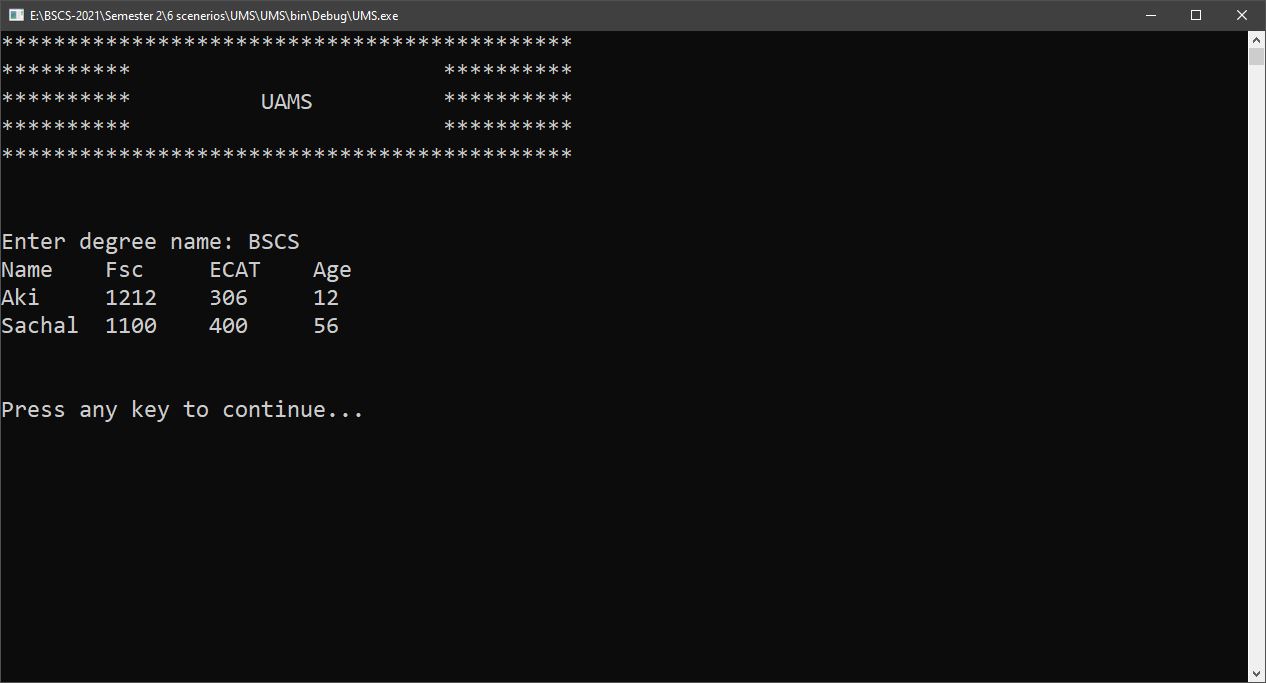 E:\BSCS-2021\Semester 2\6 scenerios\UMS\UMS\bin\Debug\UMS.exe
********************************************
**********                        **********
**********          UAMS          **********
**********                        **********
********************************************
Enter degree name: BSCS
Name    Fsc     ECAT    Age
Aki     1212    306     12
Sachal  1100    400     56
Press any key to continue...